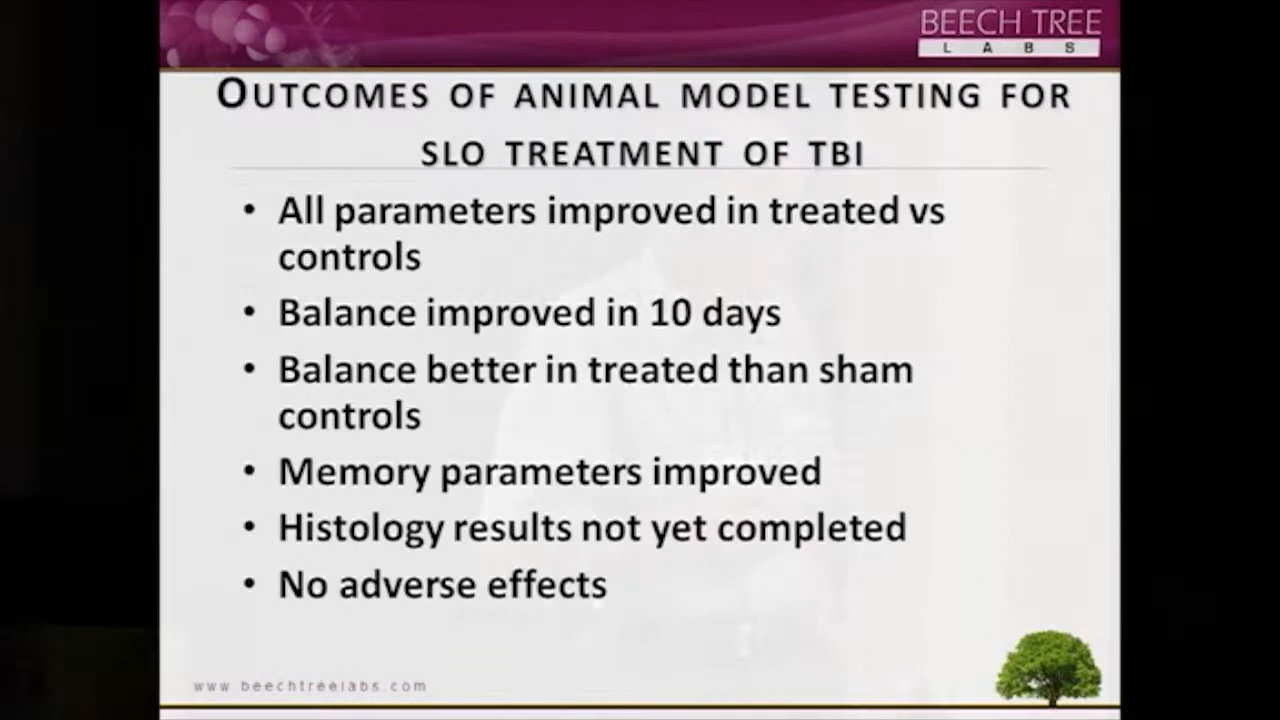 BEECH TREE
LABS
OUTCOMES OF ANIMAL MODEL TESTING FOR
SLO TREATMENT OF TBI
• All parameters improved in treated vs
controls
• Balance improved in 10 days
• Balance better in treated than sham
controls
• Memory parameters improved
• Histology results not yet completed
• No adverse effects
www.beechtreelabs.com